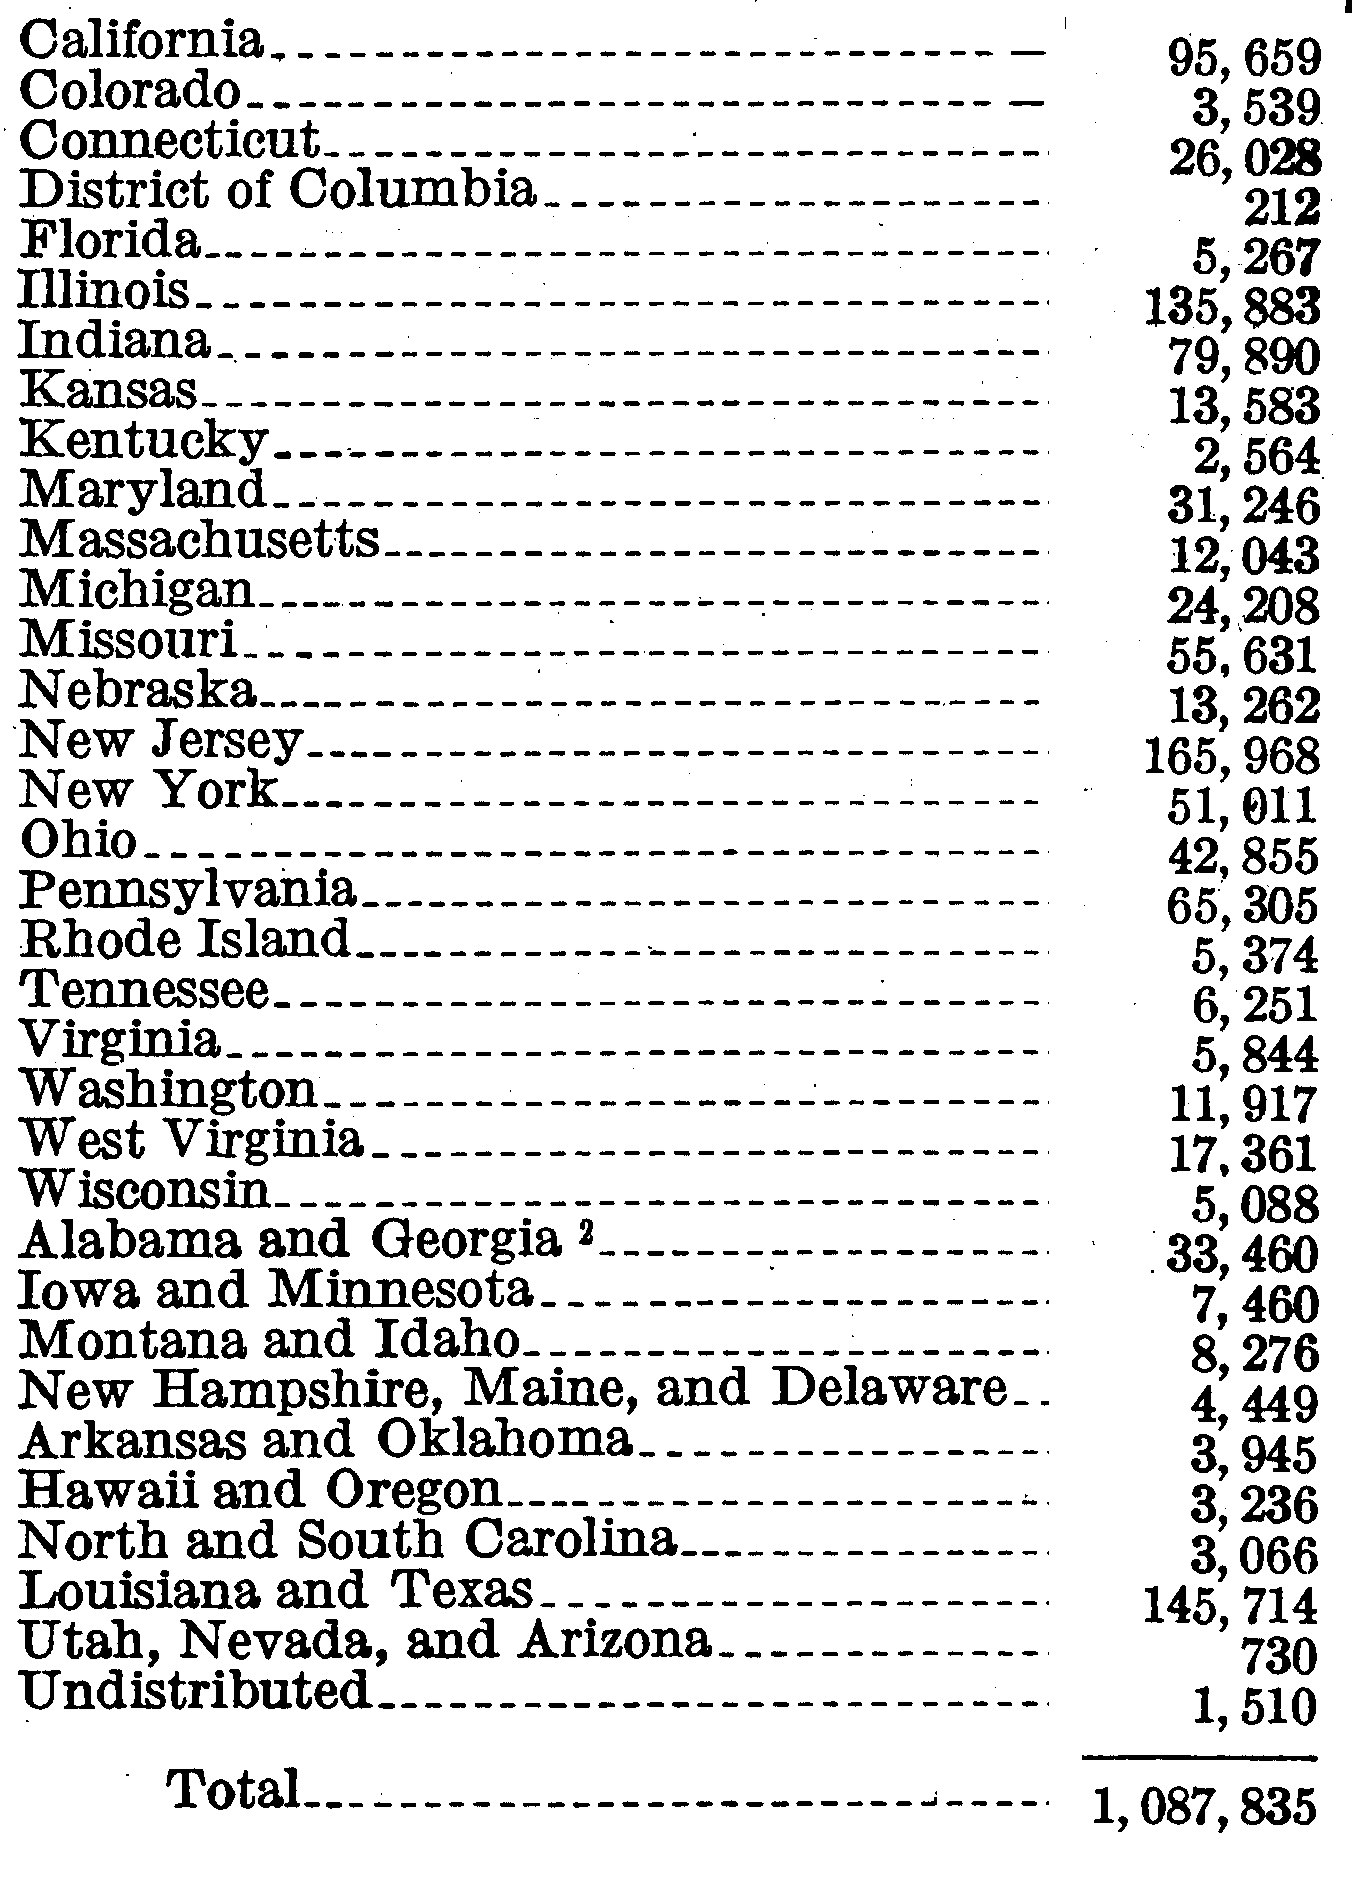 California 95,659
Colorado 3,539
Connecticut 26,028
District of Columbia 212
Florida 5,267
Illinois 135,883
Indiana 79,890
Kansas 13,583
Kentucky 2,564
Maryland 31,246
Massachusetts 12,043
Michigan 24,208
Missouri 55,631
Nebraska 13,262
New Jersey 165,968
New York 51,011
Ohio 42,855
Pennsylvania 65,305
Rhode Island 5,374
Tennessee 6,251
Virginia 5,844
Washington 11,917
West Virginia 17,361
Wisconsin 5,088
Alabama and Georgia ² 33,460
Iowa and Minnesota 7,460
Montana and Idaho 8,276
New Hampshire, Maine, and Delaware 4,449
Arkansas and Oklahoma 3,945
Hawaii and Oregon 3,236
North and South Carolina 3,066
Louisiana and Texas 145,714
Utah, Nevada, and Arizona 730
Undistributed 1,510
Total 1,087,835